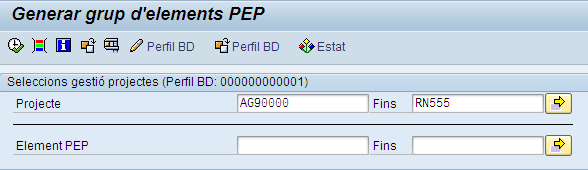 Generar grup d'elements PEP
Perfil BD Perfil BD Estat
Seleccions gestió projectes (Perfil BD: 000000000001)
Projecte AG90000 Fins RN555
Element PEP Fins